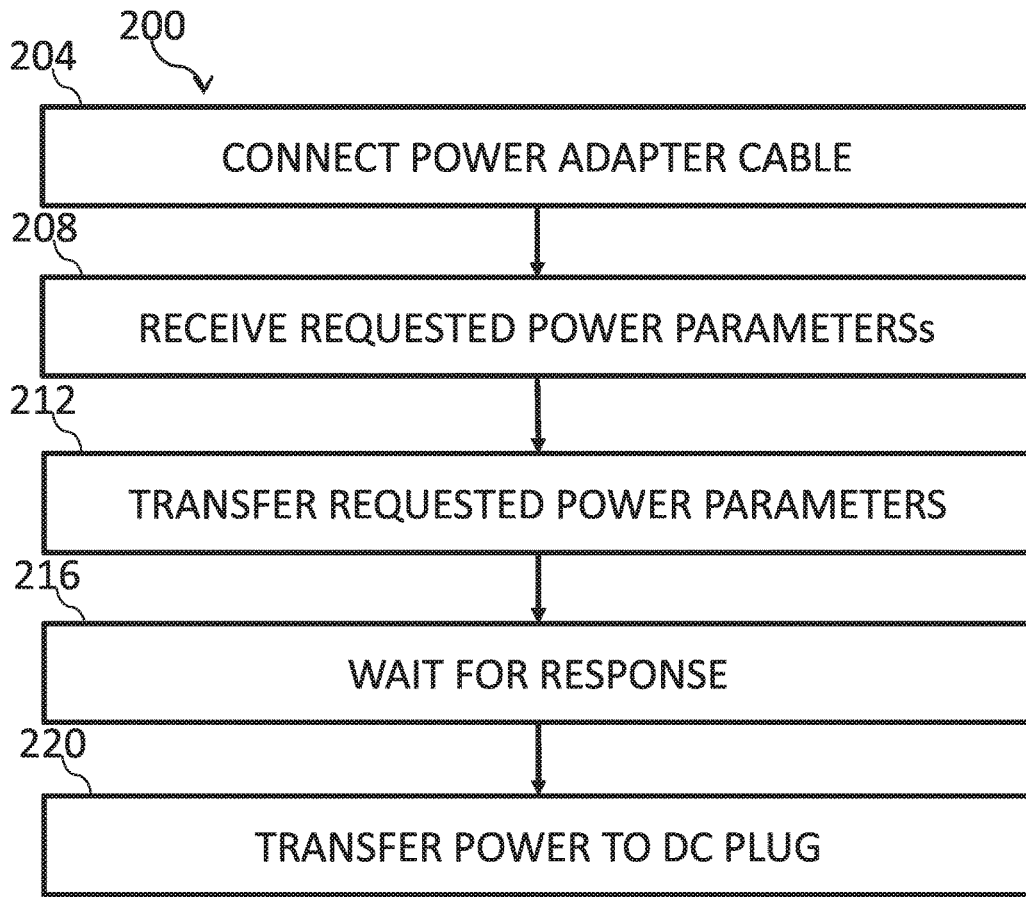 200
204
CONNECT POWER ADAPTER CABLE
208
RECEIVE REQUESTED POWER PARAMETERSs
212
TRANSFER REQUESTED POWER PARAMETERS
216
WAIT FOR RESPONSE
220
TRANSFER POWER TO DC PLUG